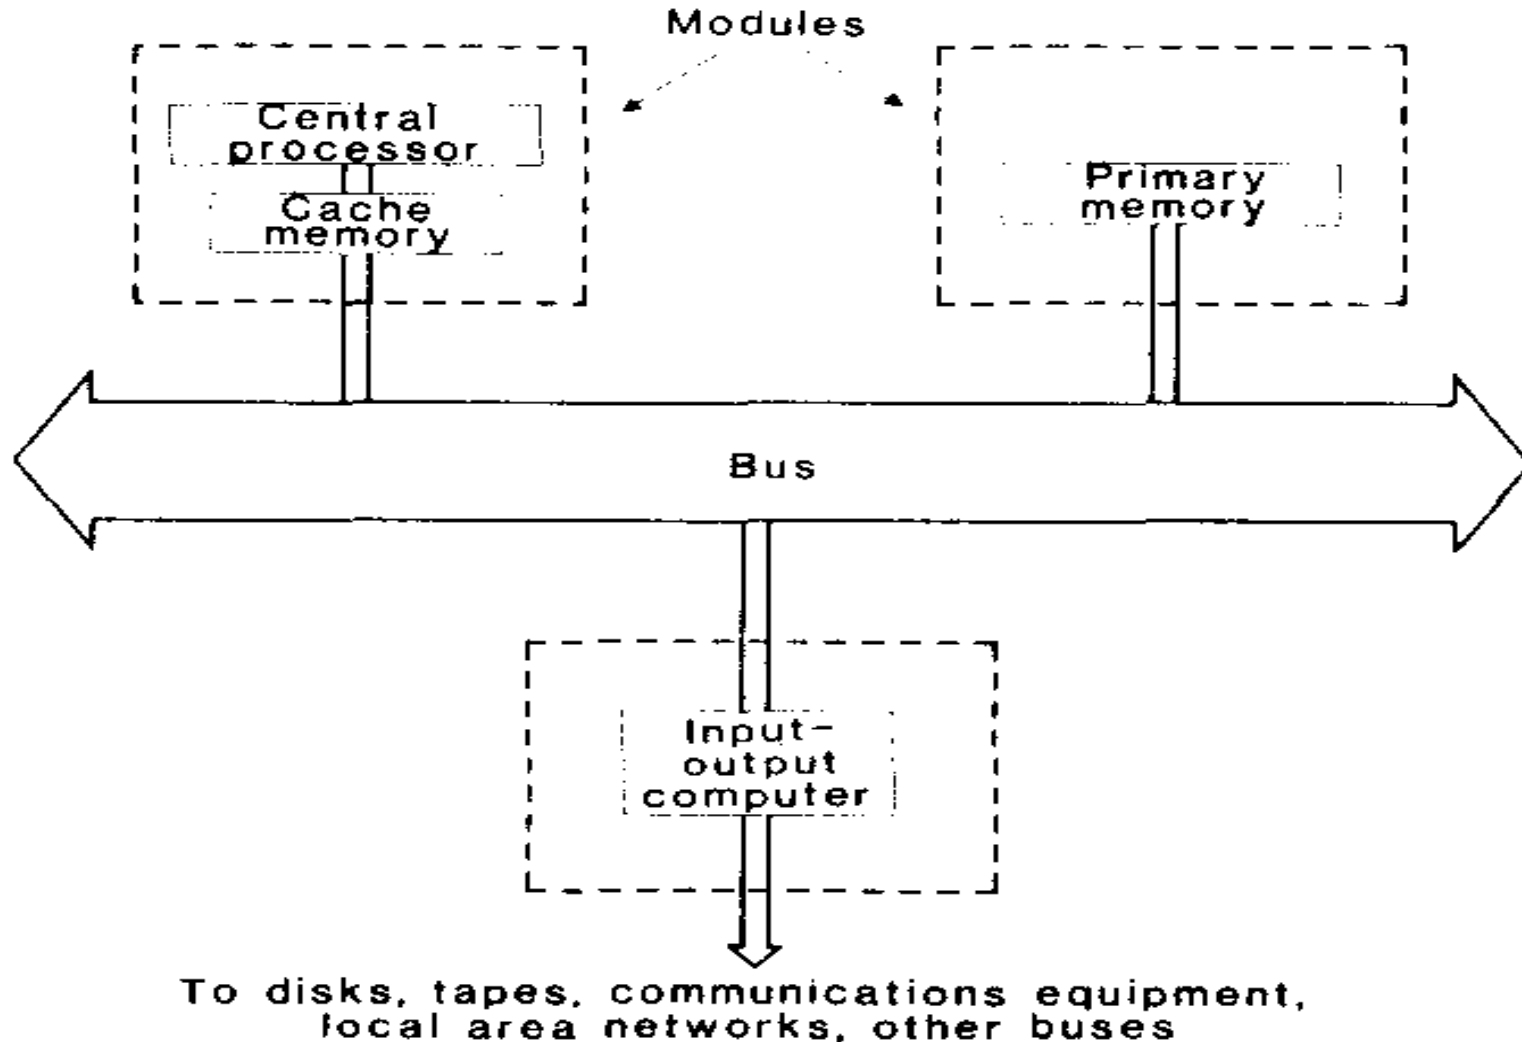 Modules
Central
processor
Cache
memory
Primary
memory
Bus
Input-
output
computer
To disks, tapes, communications equipment,
local area networks, other buses